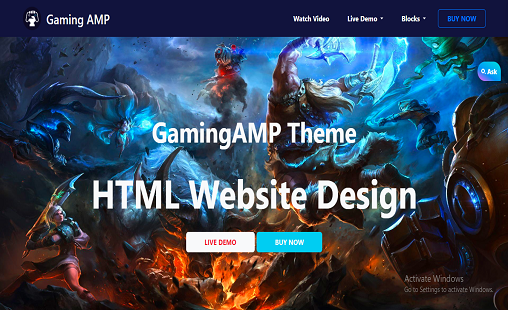 Gaming AMP
Watch Video
Live Demo
Blocks
BUY NOW
Ask
GamingAMP Theme
HTML Website Design
LIVE DEMO
BUY NOW
Activate Windows
Go to Settings to activate Windows.